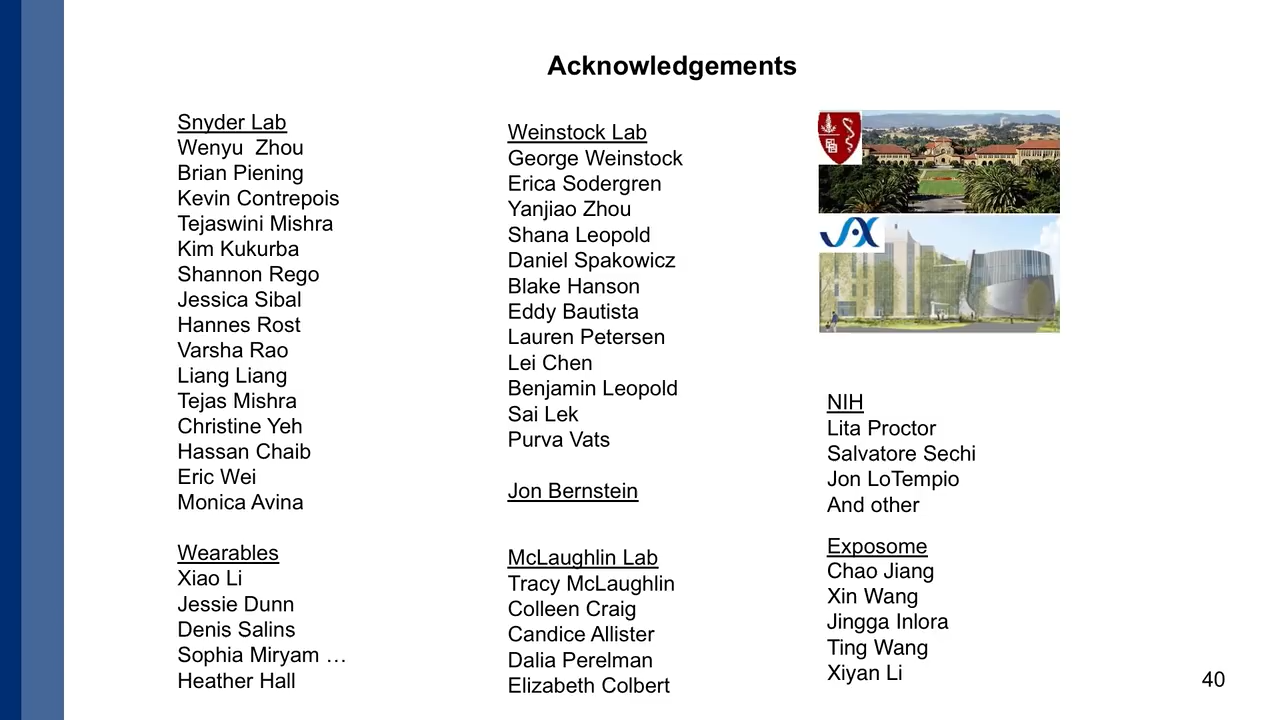 Acknowledgements
Snyder Lab
Wenyu  Zhou
Brian Piening
Kevin Contrepois
Tejaswini Mishra
Kim Kukurba
Shannon Rego
Jessica Sibal
Hannes Rost
Varsha Rao
Liang Liang
Tejas Mishra
Christine Yeh
Hassan Chaib
Eric Wei
Monica Avina
Wearables
Xiao Li
Jessie Dunn
Denis Salins
Sophia Miryam …
Heather Hall
Weinstock Lab
George Weinstock
Erica Sodergren
Yanjiao Zhou
Shana Leopold
Daniel Spakowicz
Blake Hanson
Eddy Bautista
Lauren Petersen
Lei Chen
Benjamin Leopold
Sai Lek
Purva Vats
Jon Bernstein
McLaughlin Lab
Tracy McLaughlin
Colleen Craig
Candice Allister
Dalia Perelman
Elizabeth Colbert
JAX
NIH
Lita Proctor
Salvatore Sechi
Jon LoTempio
And other
Exposome
Chao Jiang
Xin Wang
Jingga Inlora
Ting Wang
Xiyan Li
40